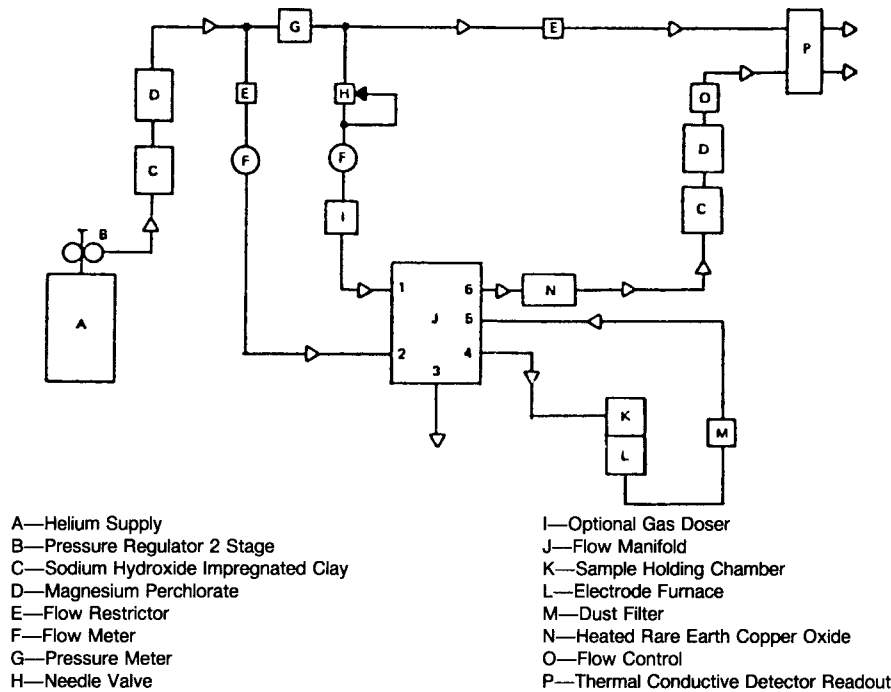 G
E
P
D
E
H
O
F
F
D
C
C
I
B
1
6
N
A
J
5
2
4
3
K
M
L
A—Helium Supply
B—Pressure Regulator 2 Stage
C—Sodium Hydroxide Impregnated Clay
D—Magnesium Perchlorate
E—Flow Restrictor
F—Flow Meter
G—Pressure Meter
H—Needle Valve
I—Optional Gas Doser
J—Flow Manifold
K—Sample Holding Chamber
L—Electrode Furnace
M—Dust Filter
N—Heated Rare Earth Copper Oxide
O—Flow Control
P—Thermal Conductive Detector Readout